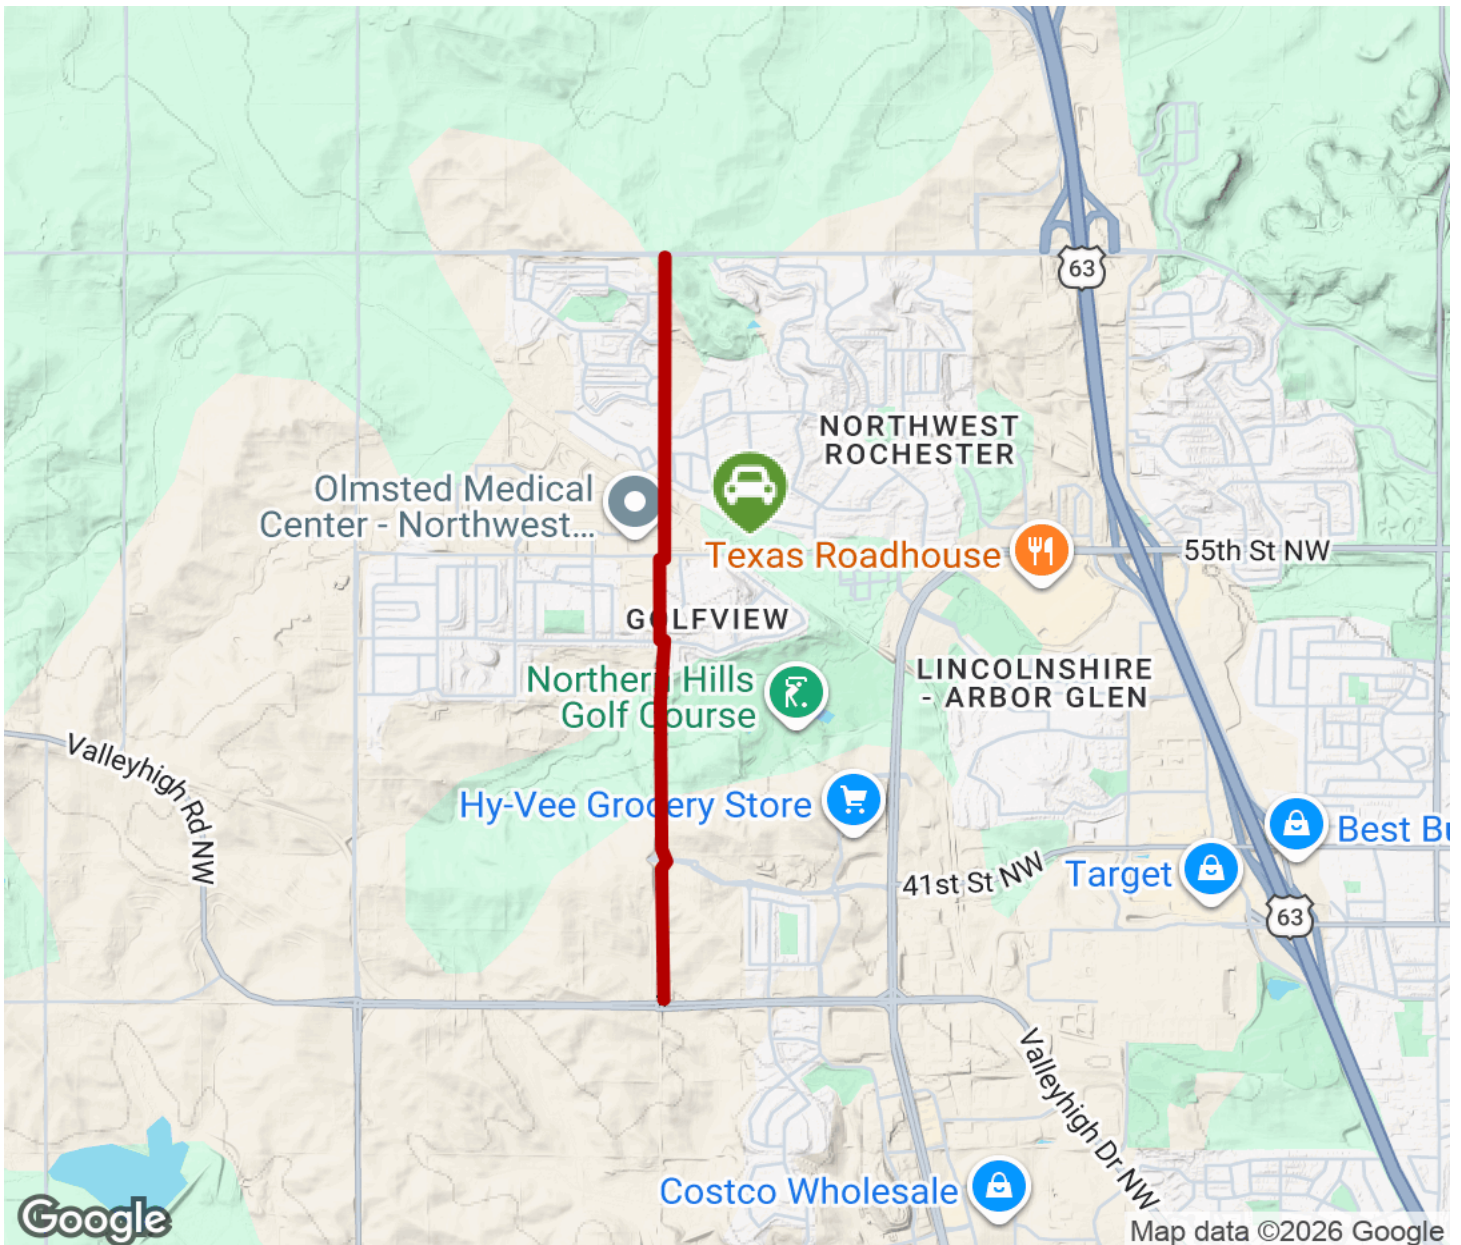 63
NORTHWEST
ROCHESTER
Olmsted Medical
Center - Northwest...
Texas Roadhouse
55th St NW
GOLFVIEW
LINCOLNSHIRE
- ARBOR GLEN
Northern Hills
Golf Course
Valleyhigh Rd NW
Hy-Vee Grocery Store
Best Bu
41st St NW
Target
63
Valleyhigh Dr NW
Costco Wholesale
Google
Map data ©2026 Google